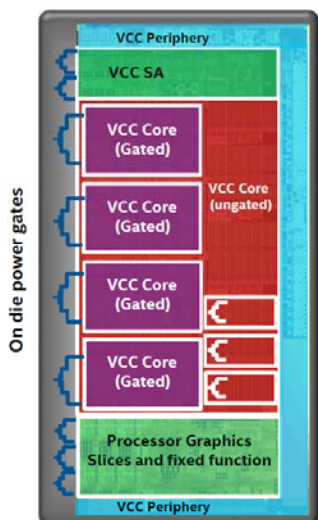 VCC Periphery
VCC SA
VCC Core
(Gated)
VCC Core
(ungated)
VCC Core
(Gated)
VCC Core
(Gated)
VCC Core
(Gated)
Processor Graphics
Slices and fixed function
VCC Periphery
On die power gates